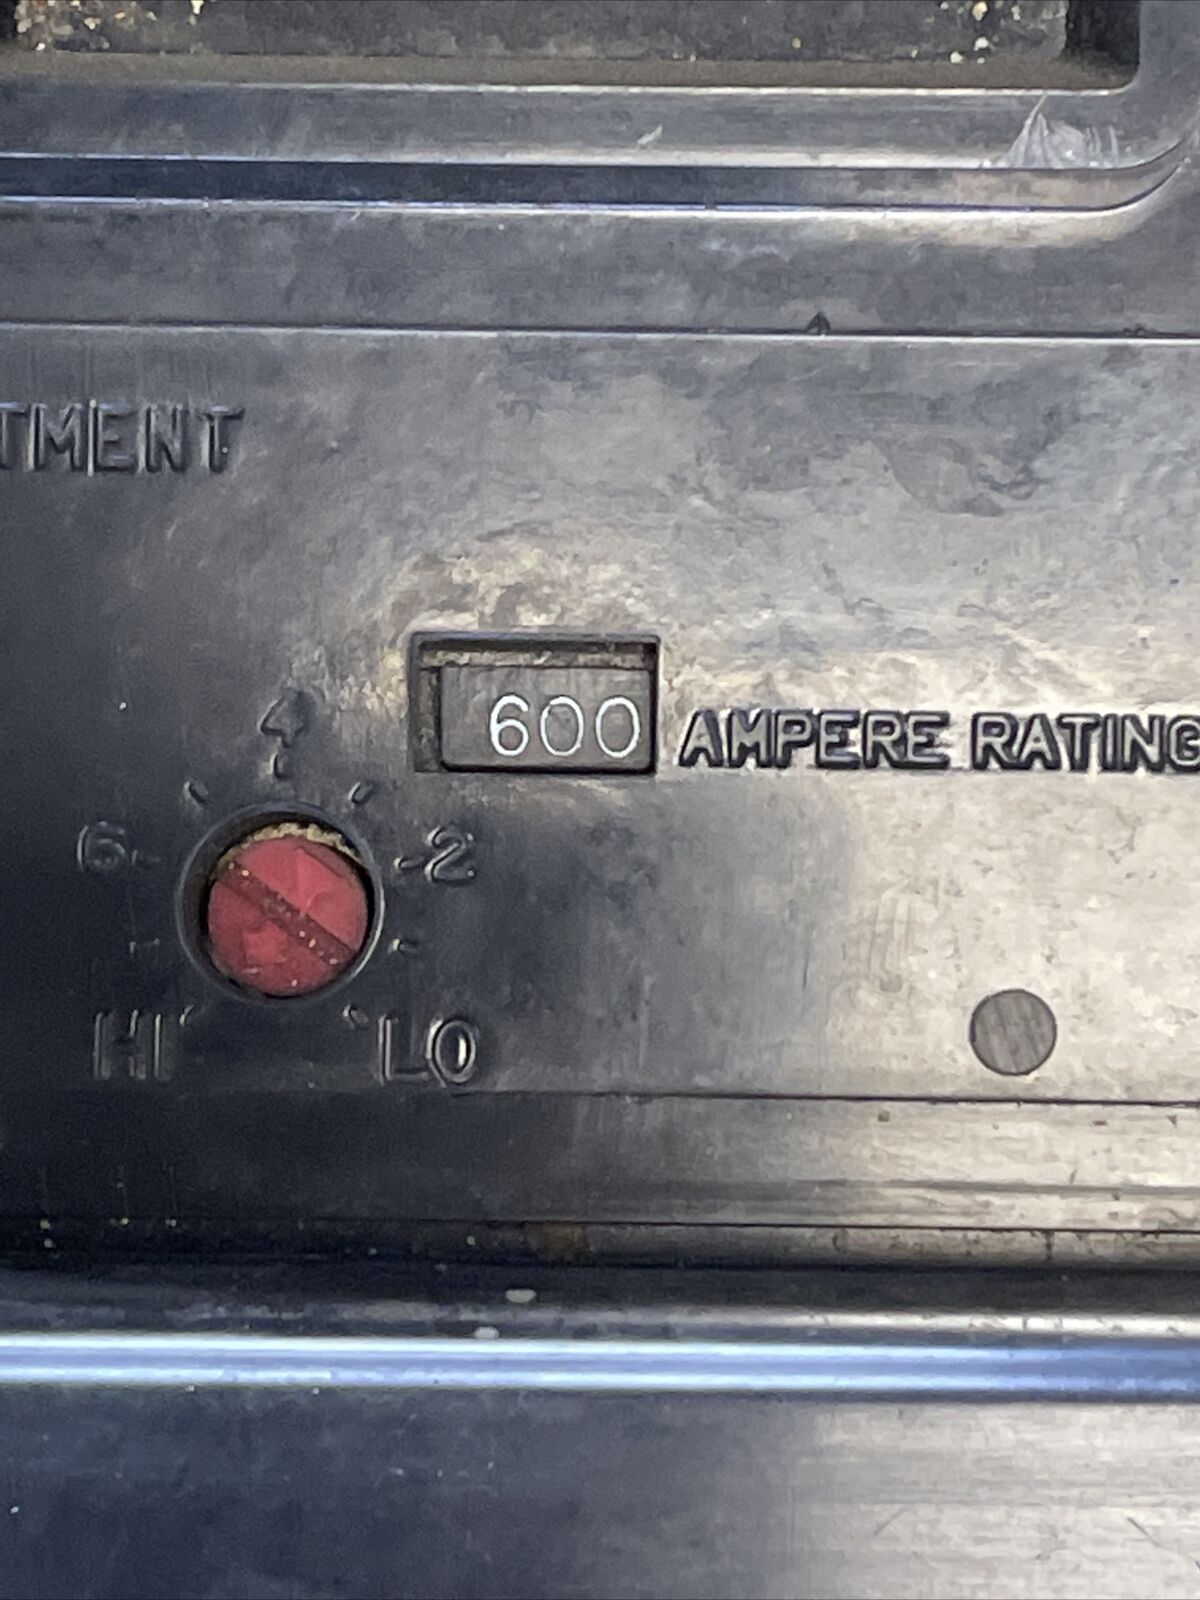 TMENT
600 AMPERE RATING
4
6 2
HI LO